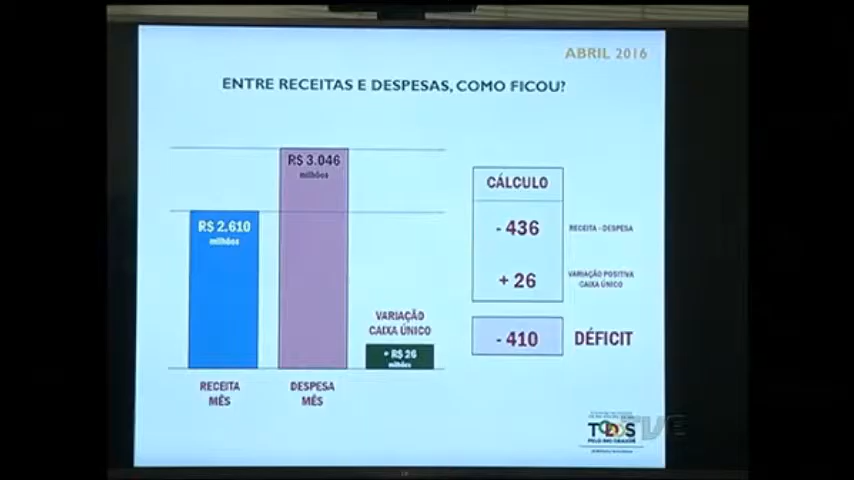 ABRIL 2016
ENTRE RECEITAS E DESPESAS, COMO FICOU?
R$ 3.046
milhões
R$ 2.610
milhões
VARIAÇÃO
CAIXA ÚNICO
+ R$ 26
milhões
RECEITA
MÊS
DESPESA
MÊS
CÁLCULO
- 436
RECEITA - DESPESA
+ 26
VARIAÇÃO POSITIVA
CAIXA ÚNICO
- 410
DÉFICIT
TODOS
PELO RIO GRANDE
TVE